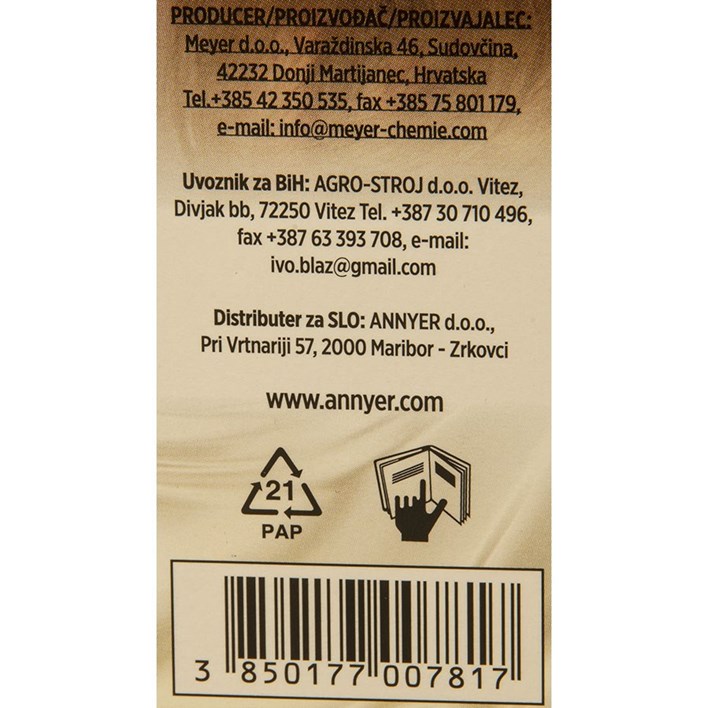 PRODUCER/PROIZVOĐAČ/PROIZVAJALEC:
Meyer d.o.o., Varaždinska 46, Sudovčina,
42232 Donji Martijanec, Hrvatska
Tel.+385 42 350 535, fax +385 75 801 179,
e-mail: info@meyer-chemie.com
Uvoznik za BiH: AGRO-STROJ d.o.o. Vitez,
Divjak bb, 72250 Vitez Tel. +387 30 710 496,
fax +387 63 393 708, e-mail:
ivo.blaz@gmail.com
Distributer za SLO: ANNYER d.o.o.,
Pri Vrtnariji 57, 2000 Maribor - Zrkovci
www.annyer.com
21
PAP
3 850177 007817